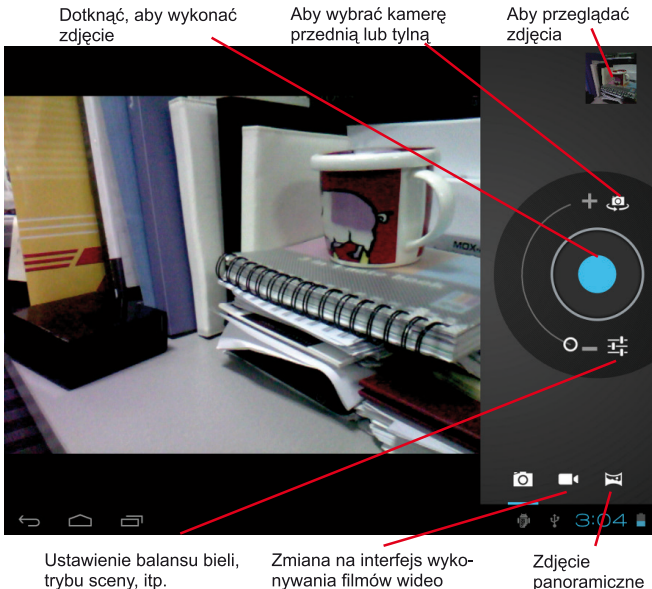 Dotknąć, aby wykonać
zdjęcie
Aby wybrać kamerę
przednią lub tylną
Aby przeglądać
zdjęcia
MOX
3:04
Ustawienie balansu bieli,
trybu sceny, itp.
Zmiana na interfejs wyko-
nywania filmów wideo
Zdjęcie
panoramiczne